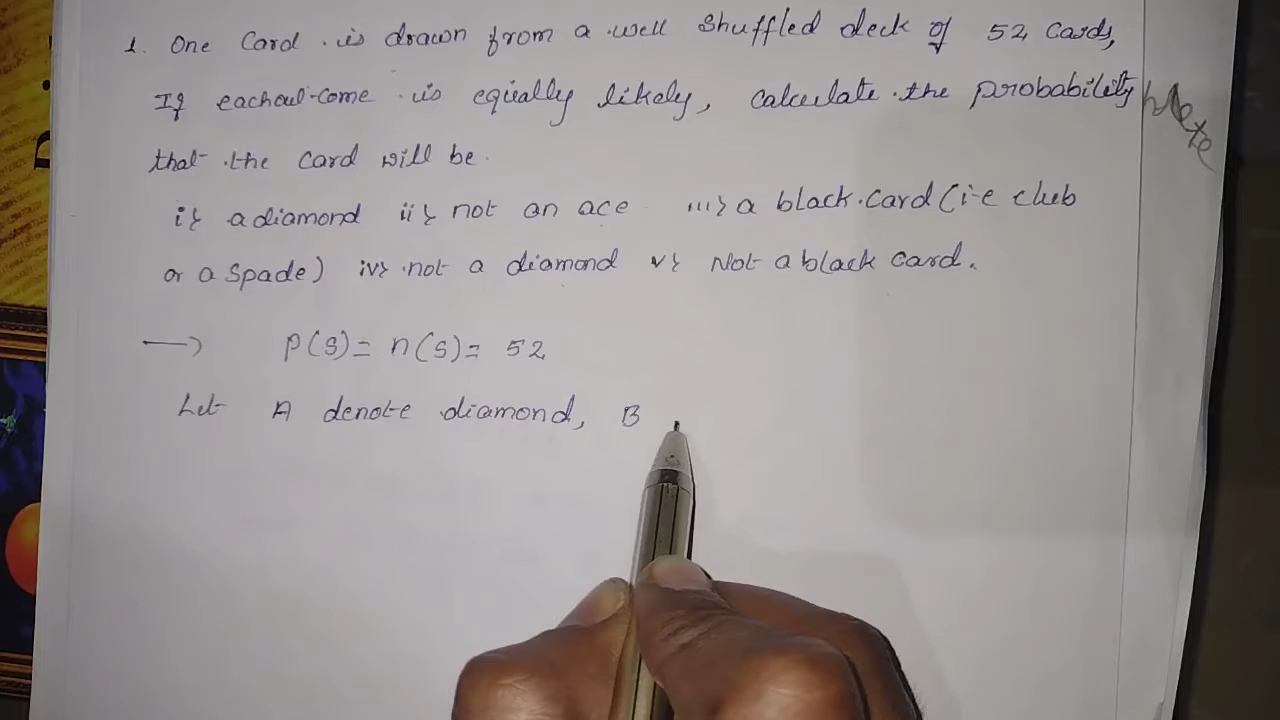 1. One Card is drawn from a well shuffled deck of 52 Cards,
If each out-come is equially likely, calculate the probability
that the card will be.
i} a diamond ii} not an ace iii} a black card (i-e club
or a spade) iv} not a diamond v} Not a black card.
→ P(S) = n(S) = 52
Let A denote diamond, B